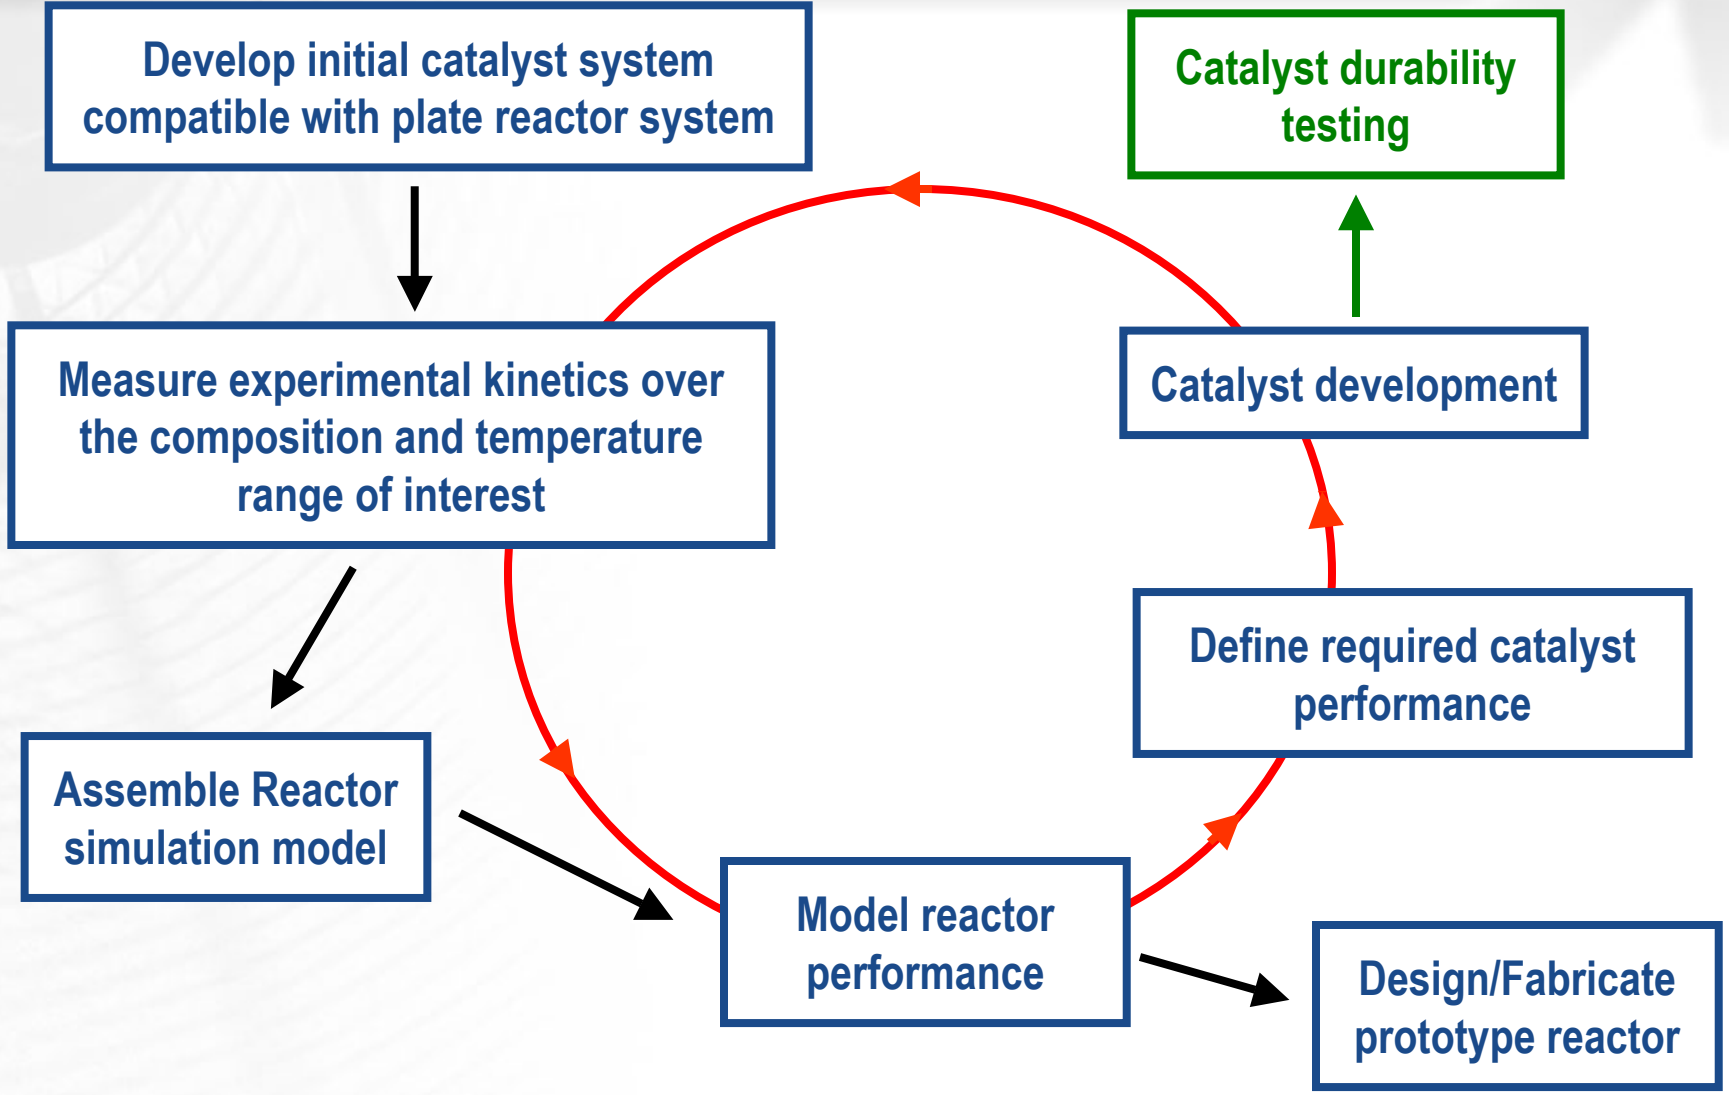 Develop initial catalyst system
compatible with plate reactor system
Catalyst durability
testing
Measure experimental kinetics over
the composition and temperature
range of interest
Catalyst development
Define required catalyst
performance
Assemble Reactor
simulation model
Model reactor
performance
Design/Fabricate
prototype reactor